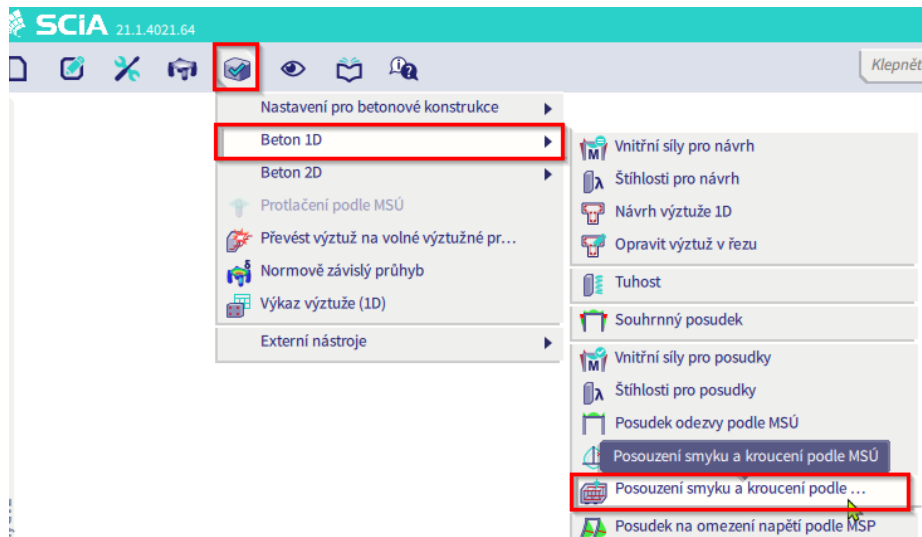 SCiA 21.1.4021.64
Klepnět
Nastavení pro betonové konstrukce
Beton 1D
Beton 2D
Protlačení podle MSÚ
Převést výztuž na volné výztužné pr...
Normově závislý průhyb
Výkaz výztuže (1D)
Externí nástroje
Vnitřní síly pro návrh
Štíhlosti pro návrh
Návrh výztuže 1D
Opravit výztuž v řezu
Tuhost
Souhrnný posudek
Vnitřní síly pro posudky
Štíhlosti pro posudky
Posudek odezvy podle MSÚ
Posouzení smyku a kroucení podle MSÚ
Posouzení smyku a kroucení podle ...
Posudek na omezení napětí podle MSP